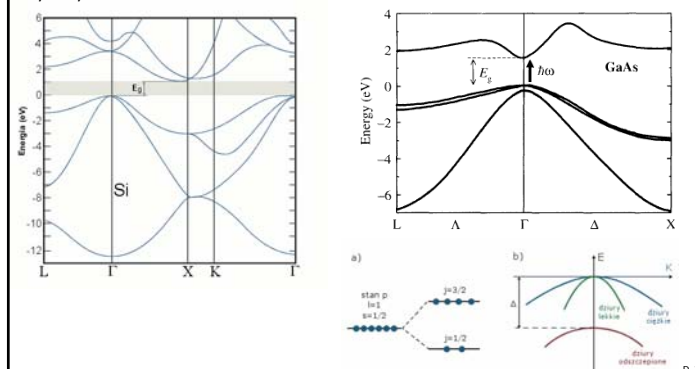 6
4
2
0
-2
-4
-6
-8
-10
-12
Energia (eV)
Eg
Si
L Γ X K Γ
4
2
0
-2
-4
-6
Energy (eV)
E_g
ħω
GaAs
L Λ Γ Δ X
a)
stan p
l=1
s=1/2
j=3/2
j=1/2
b)
E
K
Δ
dziury
lekkie
dziury
ciężkie
dziury
odszczepione